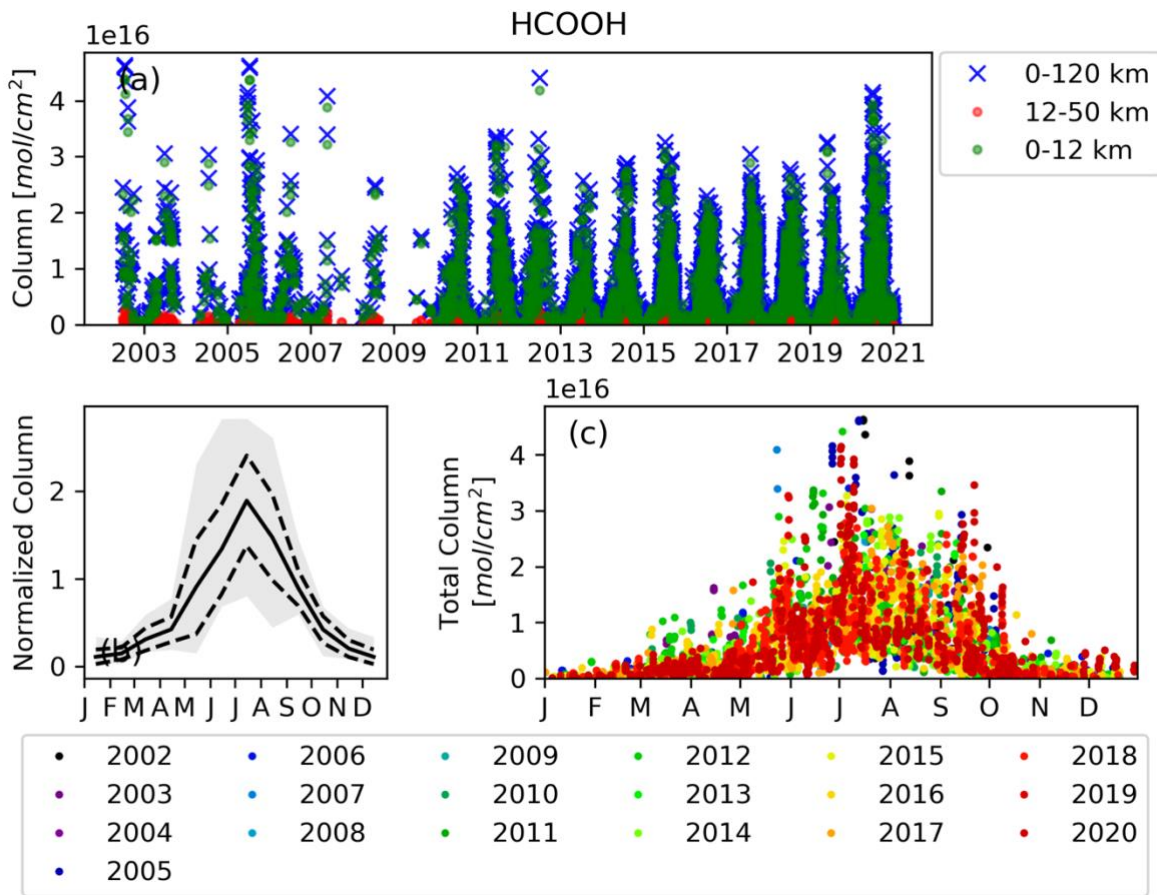 HCOOH
1e16
Column [mol/cm²]
4
3
2
1
0
(a)
2003 2005 2007 2009 2011 2013 2015 2017 2019 2021
0-120 km
12-50 km
0-12 km
Normalized Column
2
1
0
J F M A M J J A S O N D
1e16
Total Column
[mol/cm²]
4
3
2
1
0
(c)
J F M A M J J A S O N D
2002 2006 2009 2012 2015 2018
2003 2007 2010 2013 2016 2019
2004 2008 2011 2014 2017 2020
2005